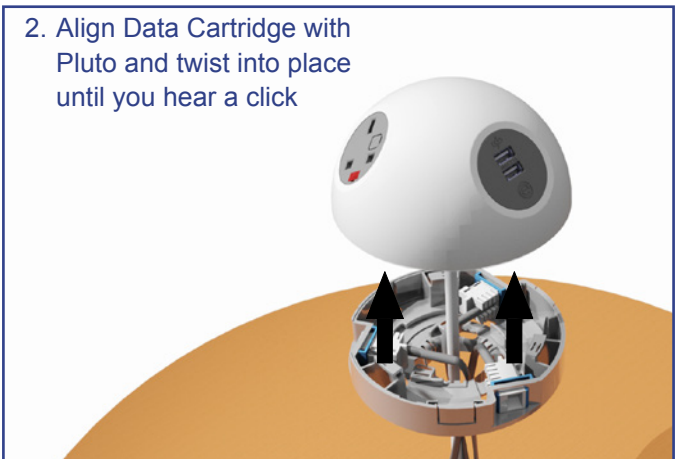 2. Align Data Cartridge with
Pluto and twist into place
until you hear a click